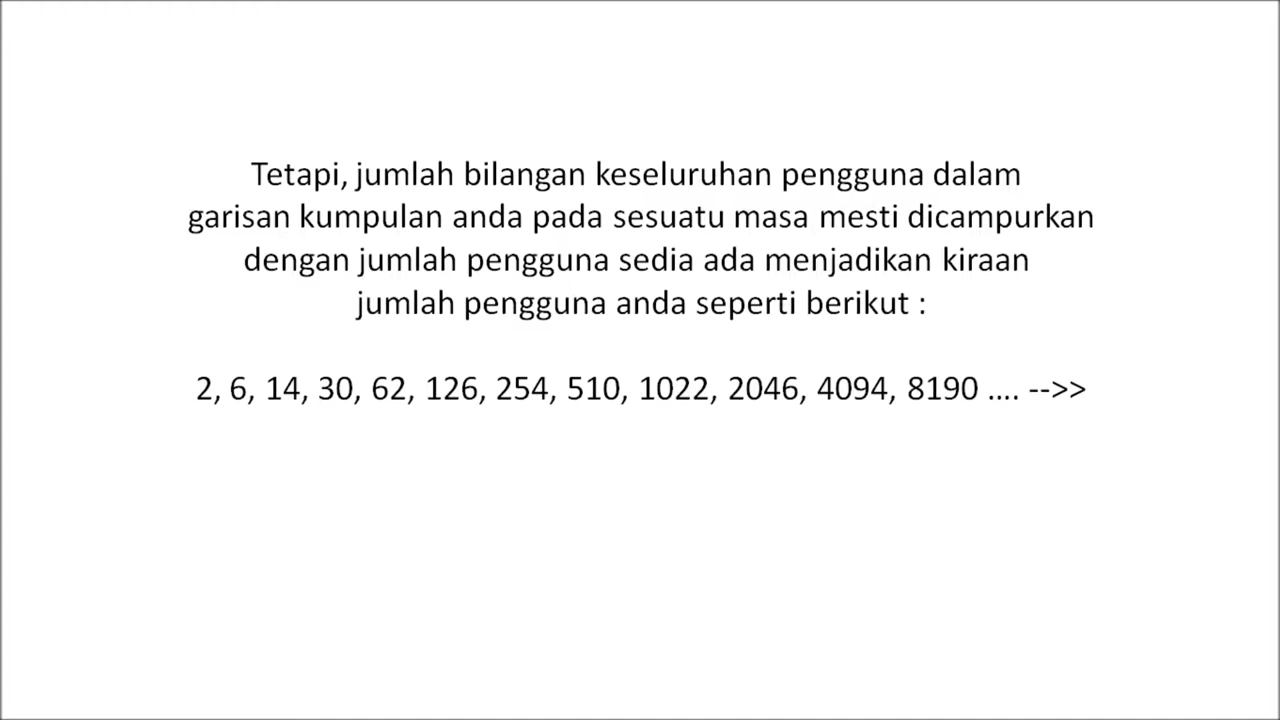 Tetapi, jumlah bilangan keseluruhan pengguna dalam
garisan kumpulan anda pada sesuatu masa mesti dicampurkan
dengan jumlah pengguna sedia ada menjadikan kiraan
jumlah pengguna anda seperti berikut :
2, 6, 14, 30, 62, 126, 254, 510, 1022, 2046, 4094, 8190 .... -->>